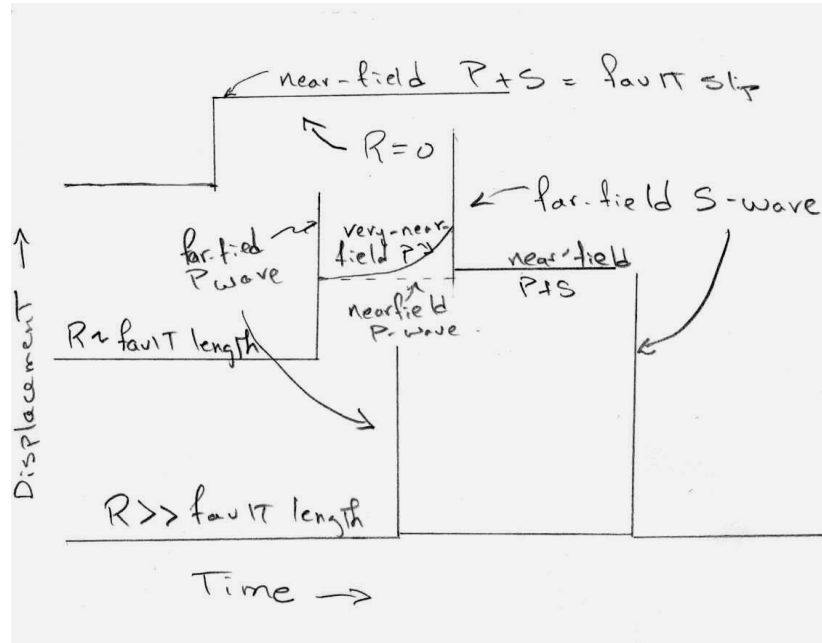 near-field P+S = fault slip
R=0
far-field S-wave
far-fied
P wave
very-near-
field P
near-field
P+S
nearfield
P-wave
R~fault length
R>>fault length
Displacement
Time